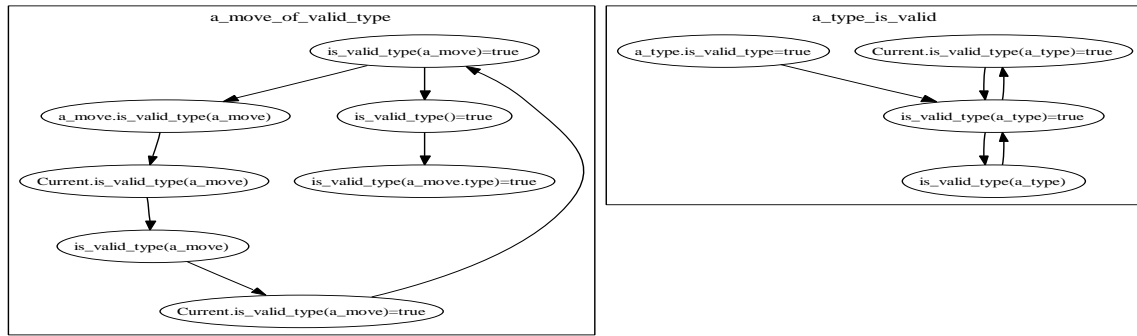 a_move_of_valid_type
is_valid_type(a_move)=true
a_move.is_valid_type(a_move)
is_valid_type()=true
Current.is_valid_type(a_move)
is_valid_type(a_move.type)=true
is_valid_type(a_move)
Current.is_valid_type(a_move)=true
a_type_is_valid
a_type.is_valid_type=true
Current.is_valid_type(a_type)=true
is_valid_type(a_type)=true
is_valid_type(a_type)